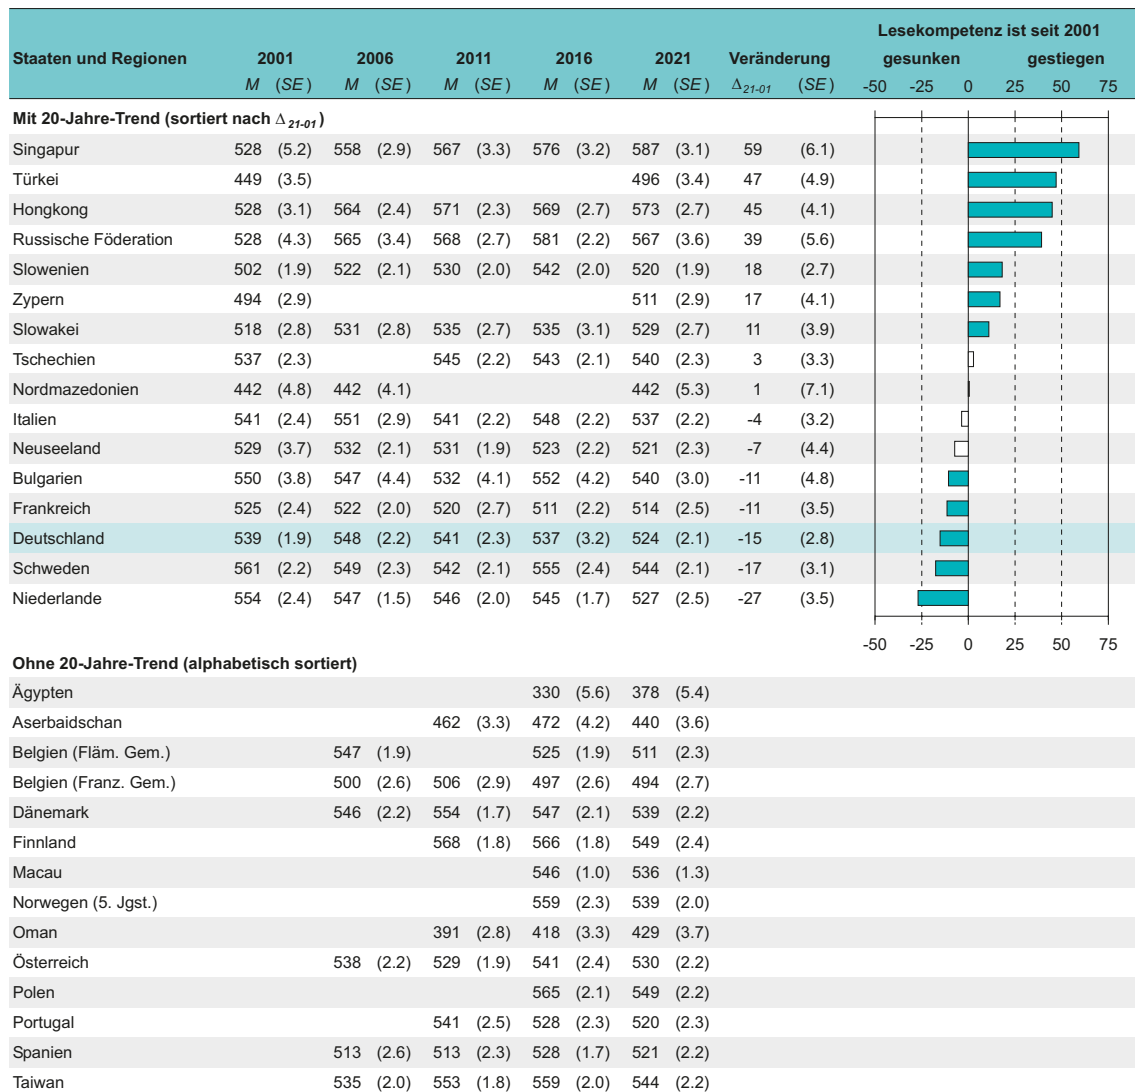 Lesekompetenz ist seit 2001
Staaten und Regionen 2001 2006 2011 2016 2021 Veränderung gesunken gestiegen
M (SE) M (SE) M (SE) M (SE) M (SE) Δ21-01 (SE) -50 -25 0 25 50 75
Mit 20-Jahre-Trend (sortiert nach Δ21-01)
Singapur 528 (5.2) 558 (2.9) 567 (3.3) 576 (3.2) 587 (3.1) 59 (6.1)
Türkei 449 (3.5) 496 (3.4) 47 (4.9)
Hongkong 528 (3.1) 564 (2.4) 571 (2.3) 569 (2.7) 573 (2.7) 45 (4.1)
Russische Föderation 528 (4.3) 565 (3.4) 568 (2.7) 581 (2.2) 567 (3.6) 39 (5.6)
Slowenien 502 (1.9) 522 (2.1) 530 (2.0) 542 (2.0) 520 (1.9) 18 (2.7)
Zypern 494 (2.9) 511 (2.9) 17 (4.1)
Slowakei 518 (2.8) 531 (2.8) 535 (2.7) 535 (3.1) 529 (2.7) 11 (3.9)
Tschechien 537 (2.3) 545 (2.2) 543 (2.1) 540 (2.3) 3 (3.3)
Nordmazedonien 442 (4.8) 442 (4.1) 442 (5.3) 1 (7.1)
Italien 541 (2.4) 551 (2.9) 541 (2.2) 548 (2.2) 537 (2.2) -4 (3.2)
Neuseeland 529 (3.7) 532 (2.1) 531 (1.9) 523 (2.2) 521 (2.3) -7 (4.4)
Bulgarien 550 (3.8) 547 (4.4) 532 (4.1) 552 (4.2) 540 (3.0) -11 (4.8)
Frankreich 525 (2.4) 522 (2.0) 520 (2.7) 511 (2.2) 514 (2.5) -11 (3.5)
Deutschland 539 (1.9) 548 (2.2) 541 (2.3) 537 (3.2) 524 (2.1) -15 (2.8)
Schweden 561 (2.2) 549 (2.3) 542 (2.1) 555 (2.4) 544 (2.1) -17 (3.1)
Niederlande 554 (2.4) 547 (1.5) 546 (2.0) 545 (1.7) 527 (2.5) -27 (3.5)
-50 -25 0 25 50 75
Ohne 20-Jahre-Trend (alphabetisch sortiert)
Ägypten 330 (5.6) 378 (5.4)
Aserbaidschan 462 (3.3) 472 (4.2) 440 (3.6)
Belgien (Fläm. Gem.) 547 (1.9) 525 (1.9) 511 (2.3)
Belgien (Franz. Gem.) 500 (2.6) 506 (2.9) 497 (2.6) 494 (2.7)
Dänemark 546 (2.2) 554 (1.7) 547 (2.1) 539 (2.2)
Finnland 568 (1.8) 566 (1.8) 549 (2.4)
Macau 546 (1.0) 536 (1.3)
Norwegen (5. Jgst.) 559 (2.3) 539 (2.0)
Oman 391 (2.8) 418 (3.3) 429 (3.7)
Österreich 538 (2.2) 529 (1.9) 541 (2.4) 530 (2.2)
Polen 565 (2.1) 549 (2.2)
Portugal 541 (2.5) 528 (2.3) 520 (2.3)
Spanien 513 (2.6) 513 (2.3) 528 (1.7) 521 (2.2)
Taiwan 535 (2.0) 553 (1.8) 559 (2.0) 544 (2.2)